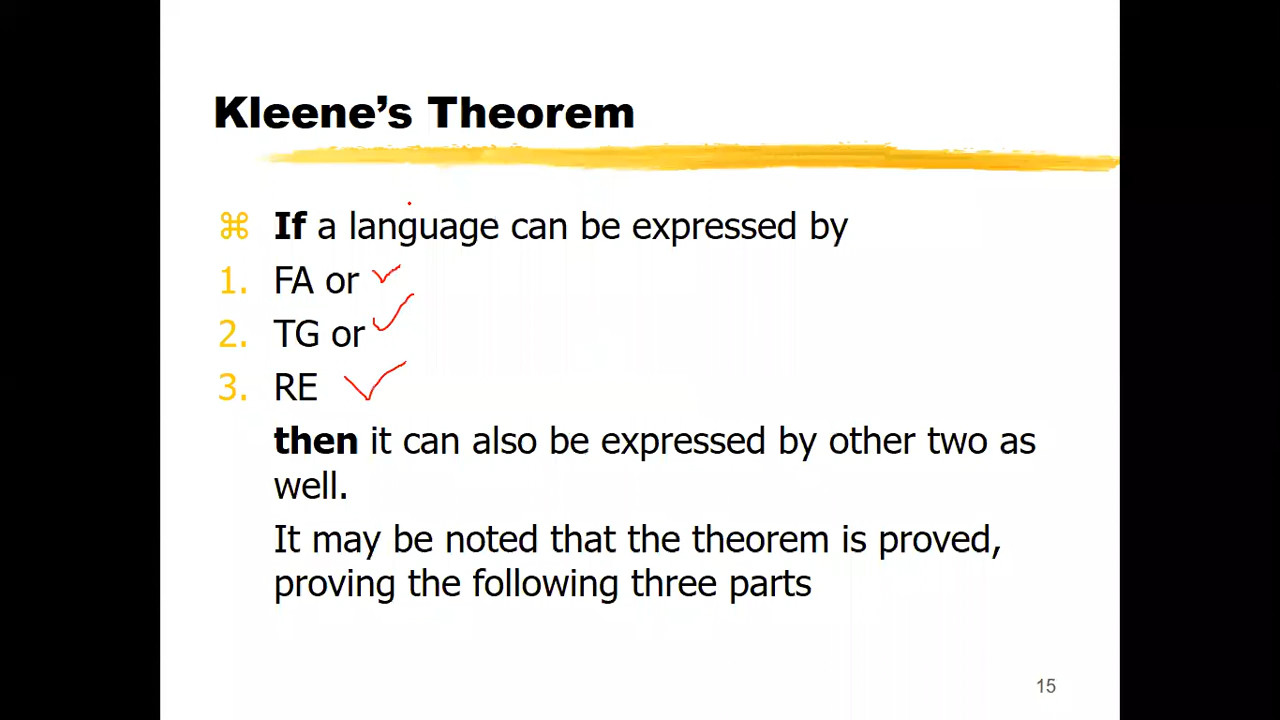 Kleene's Theorem
⌘ If a language can be expressed by
1. FA or
2. TG or
3. RE
then it can also be expressed by other two as
well.
It may be noted that the theorem is proved,
proving the following three parts
15